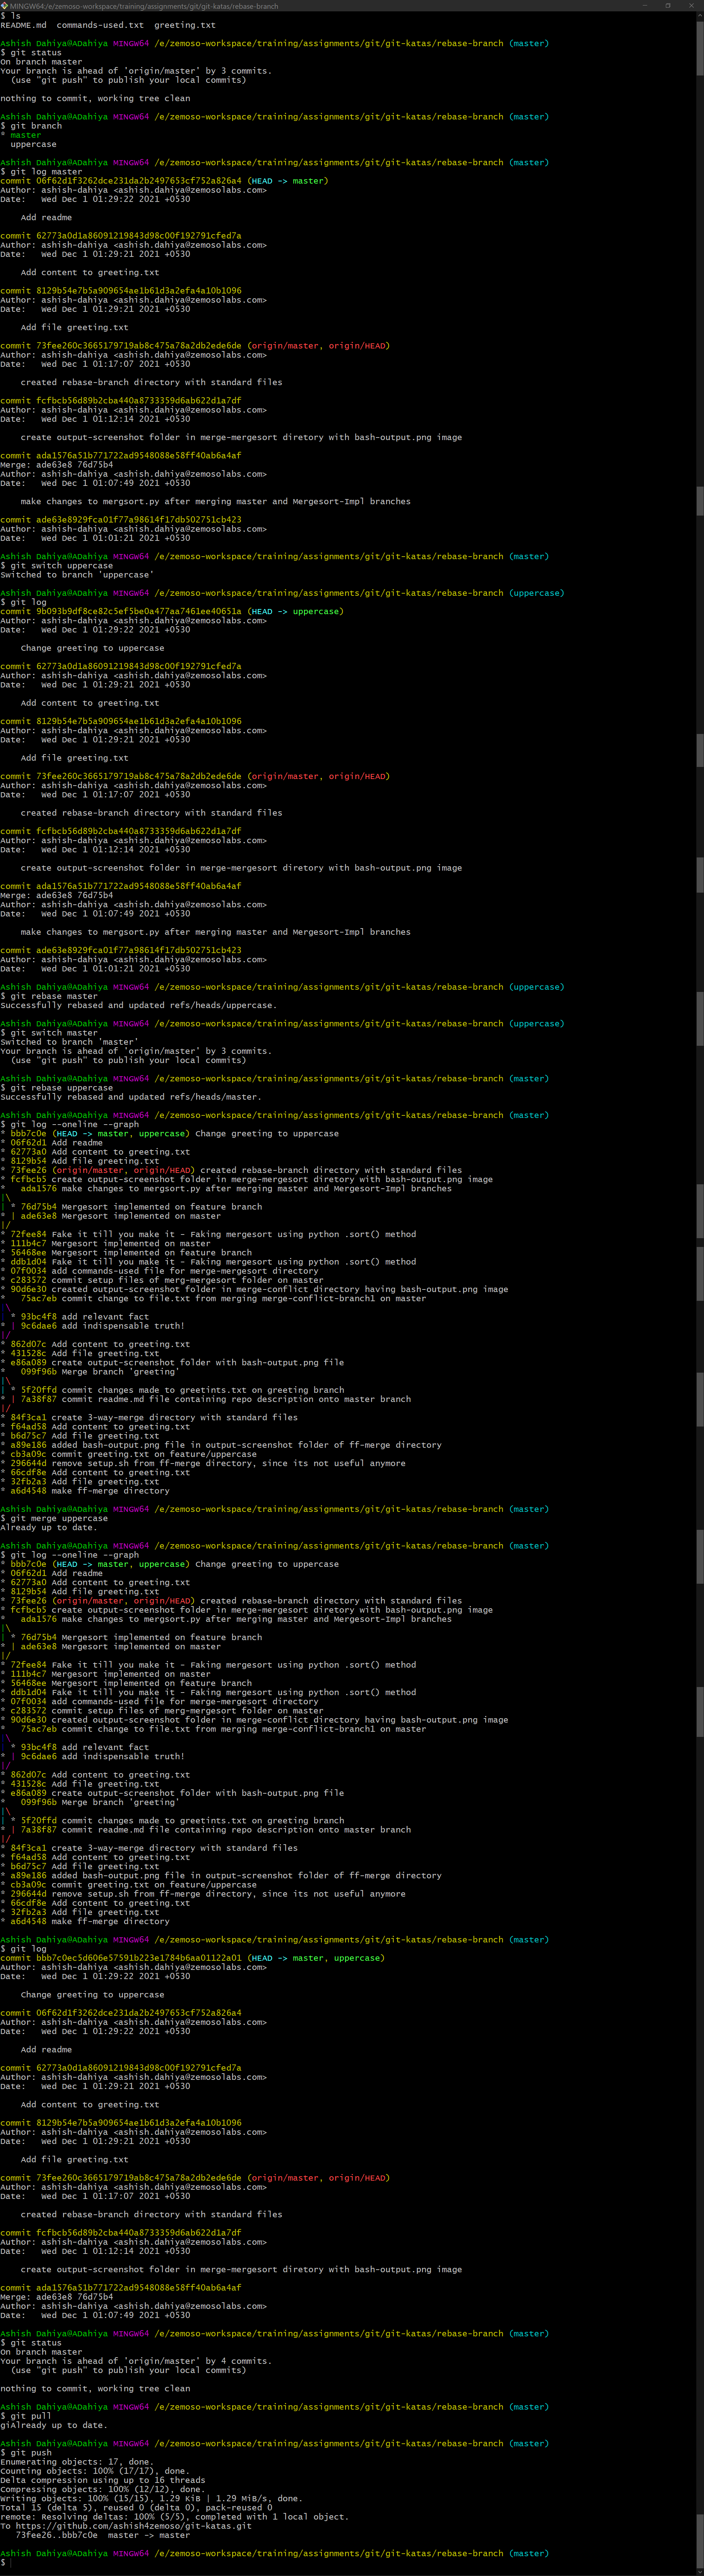 MINGW64:/e/zemoso-workspace/training/assignments/git/git-katas/rebase-branch
$ ls
README.md  commands-used.txt  greeting.txt
Ashish Dahiya@ADahiya MINGW64 /e/zemoso-workspace/training/assignments/git/git-katas/rebase-branch (master)
$ git status
On branch master
Your branch is ahead of 'origin/master' by 3 commits.
  (use "git push" to publish your local commits)
nothing to commit, working tree clean
Ashish Dahiya@ADahiya MINGW64 /e/zemoso-workspace/training/assignments/git/git-katas/rebase-branch (master)
$ git branch
* master
  uppercase
Ashish Dahiya@ADahiya MINGW64 /e/zemoso-workspace/training/assignments/git/git-katas/rebase-branch (master)
$ git log master
commit 06f62d1f3262dce231da2b2497653cf752a826a4 (HEAD -> master)
Author: ashish-dahiya <ashish.dahiya@zemosolabs.com>
Date:   Wed Dec 1 01:29:22 2021 +0530
    Add readme
commit 62773a0d1a86091219843d98c00f192791cfed7a
Author: ashish-dahiya <ashish.dahiya@zemosolabs.com>
Date:   Wed Dec 1 01:29:21 2021 +0530
    Add content to greeting.txt
commit 8129b54e7b5a909654ae1b61d3a2efa4a10b1096
Author: ashish-dahiya <ashish.dahiya@zemosolabs.com>
Date:   Wed Dec 1 01:29:21 2021 +0530
    Add file greeting.txt
commit 73fee260c3665179719ab8c475a78a2db2ede6de (origin/master, origin/HEAD)
Author: ashish-dahiya <ashish.dahiya@zemosolabs.com>
Date:   Wed Dec 1 01:17:07 2021 +0530
    created rebase-branch directory with standard files
commit fcfbcb56d89b2cba440a8733359d6ab622d1a7df
Author: ashish-dahiya <ashish.dahiya@zemosolabs.com>
Date:   Wed Dec 1 01:12:14 2021 +0530
    create output-screenshot folder in merge-mergesort diretory with bash-output.png image
commit ada1576a51b771722ad9548088e58ff40ab6a4af
Merge: ade63e8 76d75b4
Author: ashish-dahiya <ashish.dahiya@zemosolabs.com>
Date:   Wed Dec 1 01:07:49 2021 +0530
    make changes to mergsort.py after merging master and Mergesort-Impl branches
commit ade63e8929fca01f77a98614f17db502751cb423
Author: ashish-dahiya <ashish.dahiya@zemosolabs.com>
Date:   Wed Dec 1 01:01:21 2021 +0530
Ashish Dahiya@ADahiya MINGW64 /e/zemoso-workspace/training/assignments/git/git-katas/rebase-branch (master)
$ git switch uppercase
Switched to branch 'uppercase'
Ashish Dahiya@ADahiya MINGW64 /e/zemoso-workspace/training/assignments/git/git-katas/rebase-branch (uppercase)
$ git log
commit 9b093b9df8ce82c5ef5be0a477aa7461ee40651a (HEAD -> uppercase)
Author: ashish-dahiya <ashish.dahiya@zemosolabs.com>
Date:   Wed Dec 1 01:29:22 2021 +0530
    Change greeting to uppercase
commit 62773a0d1a86091219843d98c00f192791cfed7a
Author: ashish-dahiya <ashish.dahiya@zemosolabs.com>
Date:   Wed Dec 1 01:29:21 2021 +0530
    Add content to greeting.txt
commit 8129b54e7b5a909654ae1b61d3a2efa4a10b1096
Author: ashish-dahiya <ashish.dahiya@zemosolabs.com>
Date:   Wed Dec 1 01:29:21 2021 +0530
    Add file greeting.txt
commit 73fee260c3665179719ab8c475a78a2db2ede6de (origin/master, origin/HEAD)
Author: ashish-dahiya <ashish.dahiya@zemosolabs.com>
Date:   Wed Dec 1 01:17:07 2021 +0530
    created rebase-branch directory with standard files
commit fcfbcb56d89b2cba440a8733359d6ab622d1a7df
Author: ashish-dahiya <ashish.dahiya@zemosolabs.com>
Date:   Wed Dec 1 01:12:14 2021 +0530
    create output-screenshot folder in merge-mergesort diretory with bash-output.png image
commit ada1576a51b771722ad9548088e58ff40ab6a4af
Merge: ade63e8 76d75b4
Author: ashish-dahiya <ashish.dahiya@zemosolabs.com>
Date:   Wed Dec 1 01:07:49 2021 +0530
    make changes to mergsort.py after merging master and Mergesort-Impl branches
commit ade63e8929fca01f77a98614f17db502751cb423
Author: ashish-dahiya <ashish.dahiya@zemosolabs.com>
Date:   Wed Dec 1 01:01:21 2021 +0530
Ashish Dahiya@ADahiya MINGW64 /e/zemoso-workspace/training/assignments/git/git-katas/rebase-branch (uppercase)
$ git rebase master
Successfully rebased and updated refs/heads/uppercase.
Ashish Dahiya@ADahiya MINGW64 /e/zemoso-workspace/training/assignments/git/git-katas/rebase-branch (uppercase)
$ git switch master
Switched to branch 'master'
Your branch is ahead of 'origin/master' by 3 commits.
  (use "git push" to publish your local commits)
Ashish Dahiya@ADahiya MINGW64 /e/zemoso-workspace/training/assignments/git/git-katas/rebase-branch (master)
$ git rebase uppercase
Successfully rebased and updated refs/heads/master.
Ashish Dahiya@ADahiya MINGW64 /e/zemoso-workspace/training/assignments/git/git-katas/rebase-branch (master)
$ git log --oneline --graph
* bbb7c0e (HEAD -> master, uppercase) Change greeting to uppercase
* 06f62d1 Add readme
* 62773a0 Add content to greeting.txt
* 8129b54 Add file greeting.txt
* 73fee26 (origin/master, origin/HEAD) created rebase-branch directory with standard files
* fcfbcb5 create output-screenshot folder in merge-mergesort diretory with bash-output.png image
*   ada1576 make changes to mergsort.py after merging master and Mergesort-Impl branches
|\
| * 76d75b4 Mergesort implemented on feature branch
* | ade63e8 Mergesort implemented on master
|/
* 72fee84 Fake it till you make it - Faking mergesort using python .sort() method
* 111b4c7 Mergesort implemented on master
* 56468ee Mergesort implemented on feature branch
* ddb1d04 Fake it till you make it - Faking mergesort using python .sort() method
* 07f0034 add commands-used file for merge-mergesort directory
* c283572 commit setup files of merg-mergesort folder on master
* 90d6e30 created output-screenshot folder in merge-conflict directory having bash-output.png image
*   75ac7eb commit change to file.txt from merging merge-conflict-branch1 on master
|\
| * 93bc4f8 add relevant fact
* | 9c6dae6 add indispensable truth!
|/
* 862d07c Add content to greeting.txt
* 431528c Add file greeting.txt
* e86a089 create output-screenshot folder with bash-output.png file
*   099f96b Merge branch 'greeting'
|\
| * 5f20ffd commit changes made to greetints.txt on greeting branch
* | 7a38f87 commit readme.md file containing repo description onto master branch
|/
* 84f3ca1 create 3-way-merge directory with standard files
* f64ad58 Add content to greeting.txt
* b6d75c7 Add file greeting.txt
* a89e186 added bash-output.png file in output-screenshot folder of ff-merge directory
* cb3a09c commit greeting.txt on feature/uppercase
* 296644d remove setup.sh from ff-merge directory, since its not useful anymore
* 66cdf8e Add content to greeting.txt
* 32fb2a3 Add file greeting.txt
* a6d4548 make ff-merge directory
Ashish Dahiya@ADahiya MINGW64 /e/zemoso-workspace/training/assignments/git/git-katas/rebase-branch (master)
$ git merge uppercase
Already up to date.
Ashish Dahiya@ADahiya MINGW64 /e/zemoso-workspace/training/assignments/git/git-katas/rebase-branch (master)
$ git log --oneline --graph
* bbb7c0e (HEAD -> master, uppercase) Change greeting to uppercase
* 06f62d1 Add readme
* 62773a0 Add content to greeting.txt
* 8129b54 Add file greeting.txt
* 73fee26 (origin/master, origin/HEAD) created rebase-branch directory with standard files
* fcfbcb5 create output-screenshot folder in merge-mergesort diretory with bash-output.png image
*   ada1576 make changes to mergsort.py after merging master and Mergesort-Impl branches
|\
| * 76d75b4 Mergesort implemented on feature branch
* | ade63e8 Mergesort implemented on master
|/
* 72fee84 Fake it till you make it - Faking mergesort using python .sort() method
* 111b4c7 Mergesort implemented on master
* 56468ee Mergesort implemented on feature branch
* ddb1d04 Fake it till you make it - Faking mergesort using python .sort() method
* 07f0034 add commands-used file for merge-mergesort directory
* c283572 commit setup files of merg-mergesort folder on master
* 90d6e30 created output-screenshot folder in merge-conflict directory having bash-output.png image
*   75ac7eb commit change to file.txt from merging merge-conflict-branch1 on master
|\
| * 93bc4f8 add relevant fact
* | 9c6dae6 add indispensable truth!
|/
* 862d07c Add content to greeting.txt
* 431528c Add file greeting.txt
* e86a089 create output-screenshot folder with bash-output.png file
*   099f96b Merge branch 'greeting'
|\
| * 5f20ffd commit changes made to greetints.txt on greeting branch
* | 7a38f87 commit readme.md file containing repo description onto master branch
|/
* 84f3ca1 create 3-way-merge directory with standard files
* f64ad58 Add content to greeting.txt
* b6d75c7 Add file greeting.txt
* a89e186 added bash-output.png file in output-screenshot folder of ff-merge directory
* cb3a09c commit greeting.txt on feature/uppercase
* 296644d remove setup.sh from ff-merge directory, since its not useful anymore
* 66cdf8e Add content to greeting.txt
* 32fb2a3 Add file greeting.txt
* a6d4548 make ff-merge directory
Ashish Dahiya@ADahiya MINGW64 /e/zemoso-workspace/training/assignments/git/git-katas/rebase-branch (master)
$ git log
commit bbb7c0ec5d606e57591b223e1784b6aa01122a01 (HEAD -> master, uppercase)
Author: ashish-dahiya <ashish.dahiya@zemosolabs.com>
Date:   Wed Dec 1 01:29:22 2021 +0530
    Change greeting to uppercase
commit 06f62d1f3262dce231da2b2497653cf752a826a4
Author: ashish-dahiya <ashish.dahiya@zemosolabs.com>
Date:   Wed Dec 1 01:29:22 2021 +0530
    Add readme
commit 62773a0d1a86091219843d98c00f192791cfed7a
Author: ashish-dahiya <ashish.dahiya@zemosolabs.com>
Date:   Wed Dec 1 01:29:21 2021 +0530
    Add content to greeting.txt
commit 8129b54e7b5a909654ae1b61d3a2efa4a10b1096
Author: ashish-dahiya <ashish.dahiya@zemosolabs.com>
Date:   Wed Dec 1 01:29:21 2021 +0530
    Add file greeting.txt
commit 73fee260c3665179719ab8c475a78a2db2ede6de (origin/master, origin/HEAD)
Author: ashish-dahiya <ashish.dahiya@zemosolabs.com>
Date:   Wed Dec 1 01:17:07 2021 +0530
    created rebase-branch directory with standard files
commit fcfbcb56d89b2cba440a8733359d6ab622d1a7df
Author: ashish-dahiya <ashish.dahiya@zemosolabs.com>
Date:   Wed Dec 1 01:12:14 2021 +0530
    create output-screenshot folder in merge-mergesort diretory with bash-output.png image
commit ada1576a51b771722ad9548088e58ff40ab6a4af
Merge: ade63e8 76d75b4
Author: ashish-dahiya <ashish.dahiya@zemosolabs.com>
Date:   Wed Dec 1 01:07:49 2021 +0530
Ashish Dahiya@ADahiya MINGW64 /e/zemoso-workspace/training/assignments/git/git-katas/rebase-branch (master)
$ git status
On branch master
Your branch is ahead of 'origin/master' by 4 commits.
  (use "git push" to publish your local commits)
nothing to commit, working tree clean
Ashish Dahiya@ADahiya MINGW64 /e/zemoso-workspace/training/assignments/git/git-katas/rebase-branch (master)
$ git pull
giAlready up to date.
Ashish Dahiya@ADahiya MINGW64 /e/zemoso-workspace/training/assignments/git/git-katas/rebase-branch (master)
$ git push
Enumerating objects: 17, done.
Counting objects: 100% (17/17), done.
Delta compression using up to 16 threads
Compressing objects: 100% (12/12), done.
Writing objects: 100% (15/15), 1.29 KiB | 1.29 MiB/s, done.
Total 15 (delta 5), reused 0 (delta 0), pack-reused 0
remote: Resolving deltas: 100% (5/5), completed with 1 local object.
To https://github.com/ashish4zemoso/git-katas.git
   73fee26..bbb7c0e  master -> master
Ashish Dahiya@ADahiya MINGW64 /e/zemoso-workspace/training/assignments/git/git-katas/rebase-branch (master)
$